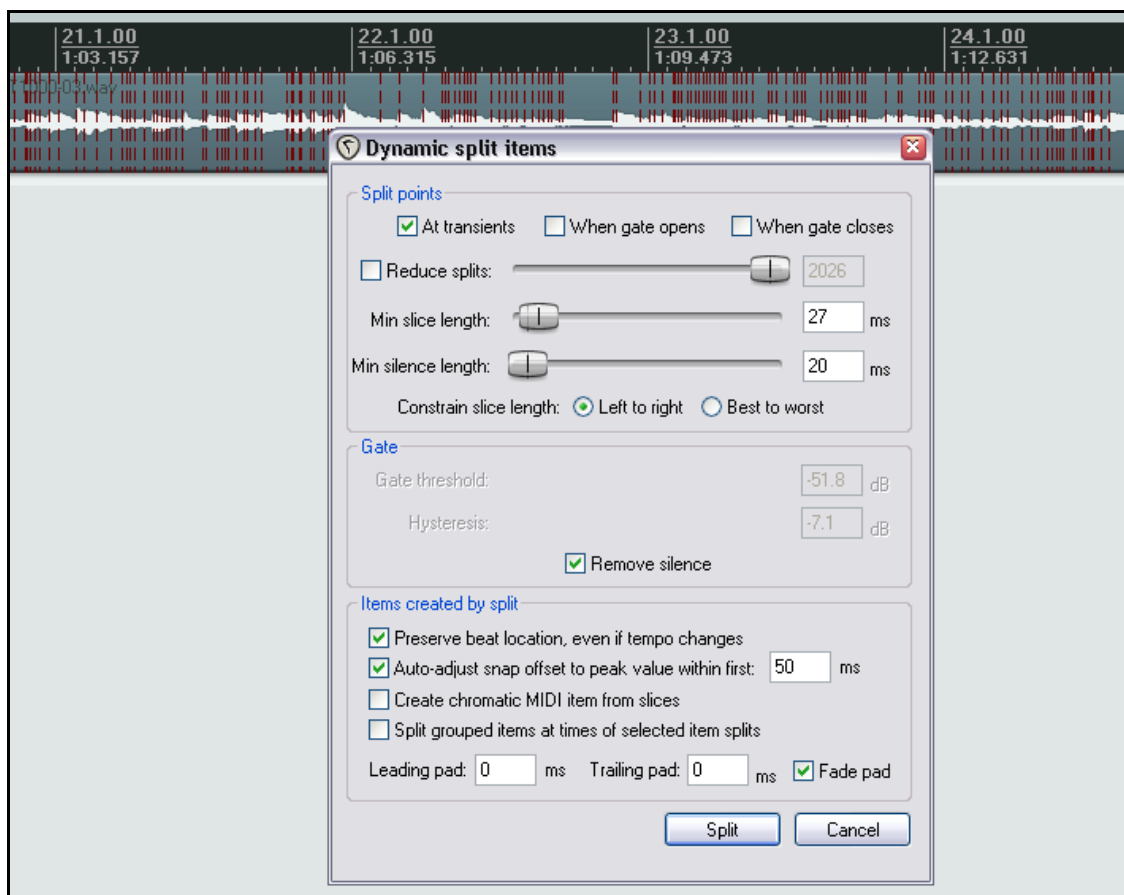 21.1.00 22.1.00 23.1.00 24.1.00
1:03.157 1:06.315 1:09.473 1:12.631
03.wav
Dynamic split items
Split points
At transients When gate opens When gate closes
Reduce splits: 2026
Min slice length: 27 ms
Min silence length: 20 ms
Constrain slice length: Left to right Best to worst
Gate
Gate threshold: -51.8 dB
Hysteresis: -7.1 dB
Remove silence
Items created by split
Preserve beat location, even if tempo changes
Auto-adjust snap offset to peak value within first: 50 ms
Create chromatic MIDI item from slices
Split grouped items at times of selected item splits
Leading pad: 0 ms Trailing pad: 0 ms Fade pad
Split Cancel